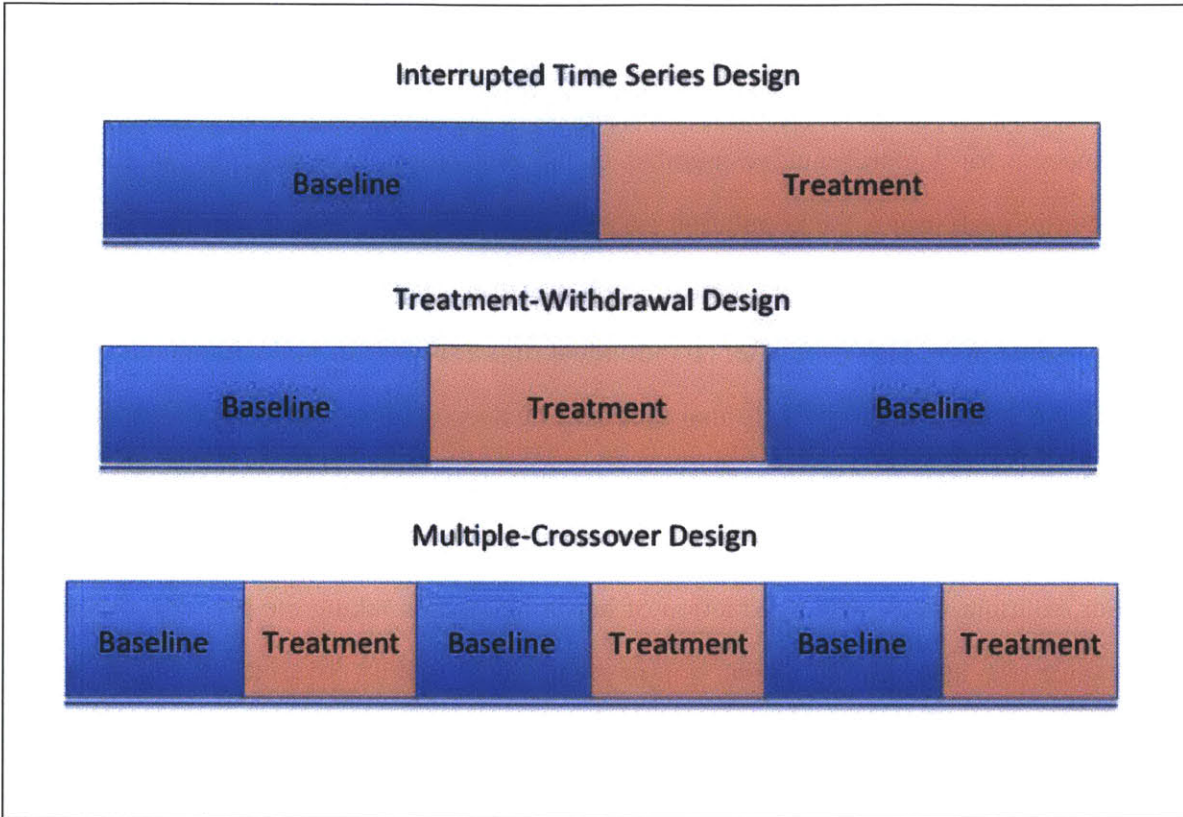 Interrupted Time Series Design
Baseline Treatment
Treatment-Withdrawal Design
Baseline Treatment Baseline
Multiple-Crossover Design
Baseline Treatment Baseline Treatment Baseline Treatment